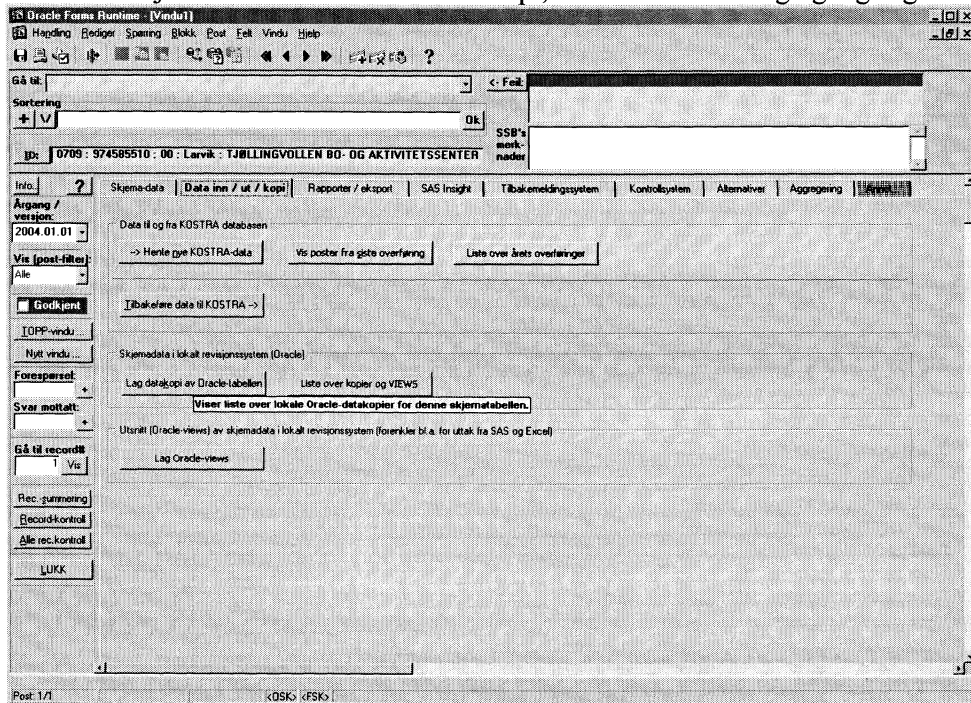 Oracle Forms Runtime - [Vindu1]
Handling Rediger Spørring Blokk Post Felt Vindu Hjelp
?
Gå til:
<- Feil:
Sortering
+ \/ Ok
SSB's
merk-
nader
ID: 0709 : 974585510 : 00 : Larvik : TJØLLINGVOLLEN BO- OG AKTIVITETSSENTER
Info.. ?
Skjema-data Data inn / ut / kopi Rapporter / eksport SAS Insight Tilbakemeldingssystem Kontrollsystem Alternativer Aggregering
Årgang /
versjon:
2004.01.01
Vis (post-filter):
Alle
Godkjent
TOPP-vindu ...
Nytt vindu ...
Forespørsel:
+
Svar mottatt:
+
Gå til record#
1 Vis
Rec.-summering
Record-kontroll
Alle rec.kontroll
LUKK
Data til og fra KOSTRA databasen
-> Hente nye KOSTRA-data Vis poster fra siste overføring Liste over årets overføringer
Tilbakeføre data til KOSTRA ->
Skjemadata i lokalt revisjonssystem (Oracle)
Lag datakopi av Oracle-tabellen Liste over kopier og VIEWS
Viser liste over lokale Oracle-datakopier for denne skjematabellen.
Utsnitt (Oracle-views) av skjemadata i lokalt revisjonssystem (forenkler bl.a. for uttak fra SAS og Excel)
Lag Oracle-views
Post: 1/1 <OSK> <FSK>